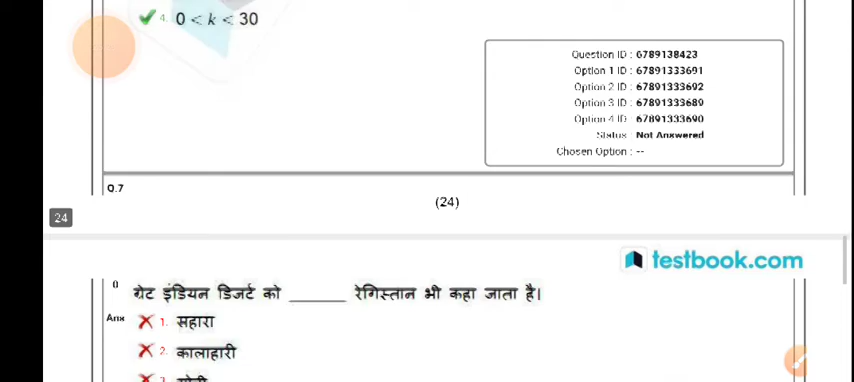 4. 0 < k < 30
Question ID : 6789138423
Option 1 ID : 67891333691
Option 2 ID : 67891333692
Option 3 ID : 67891333689
Option 4 ID : 67891333690
Status : Not Answered
Chosen Option : --
Q.7
(24)
24
testbook.com
ग्रेट इंडियन डिजर्ट को ______ रेगिस्तान भी कहा जाता है।
Ans
1. सहारा
2. कालाहारी
3.